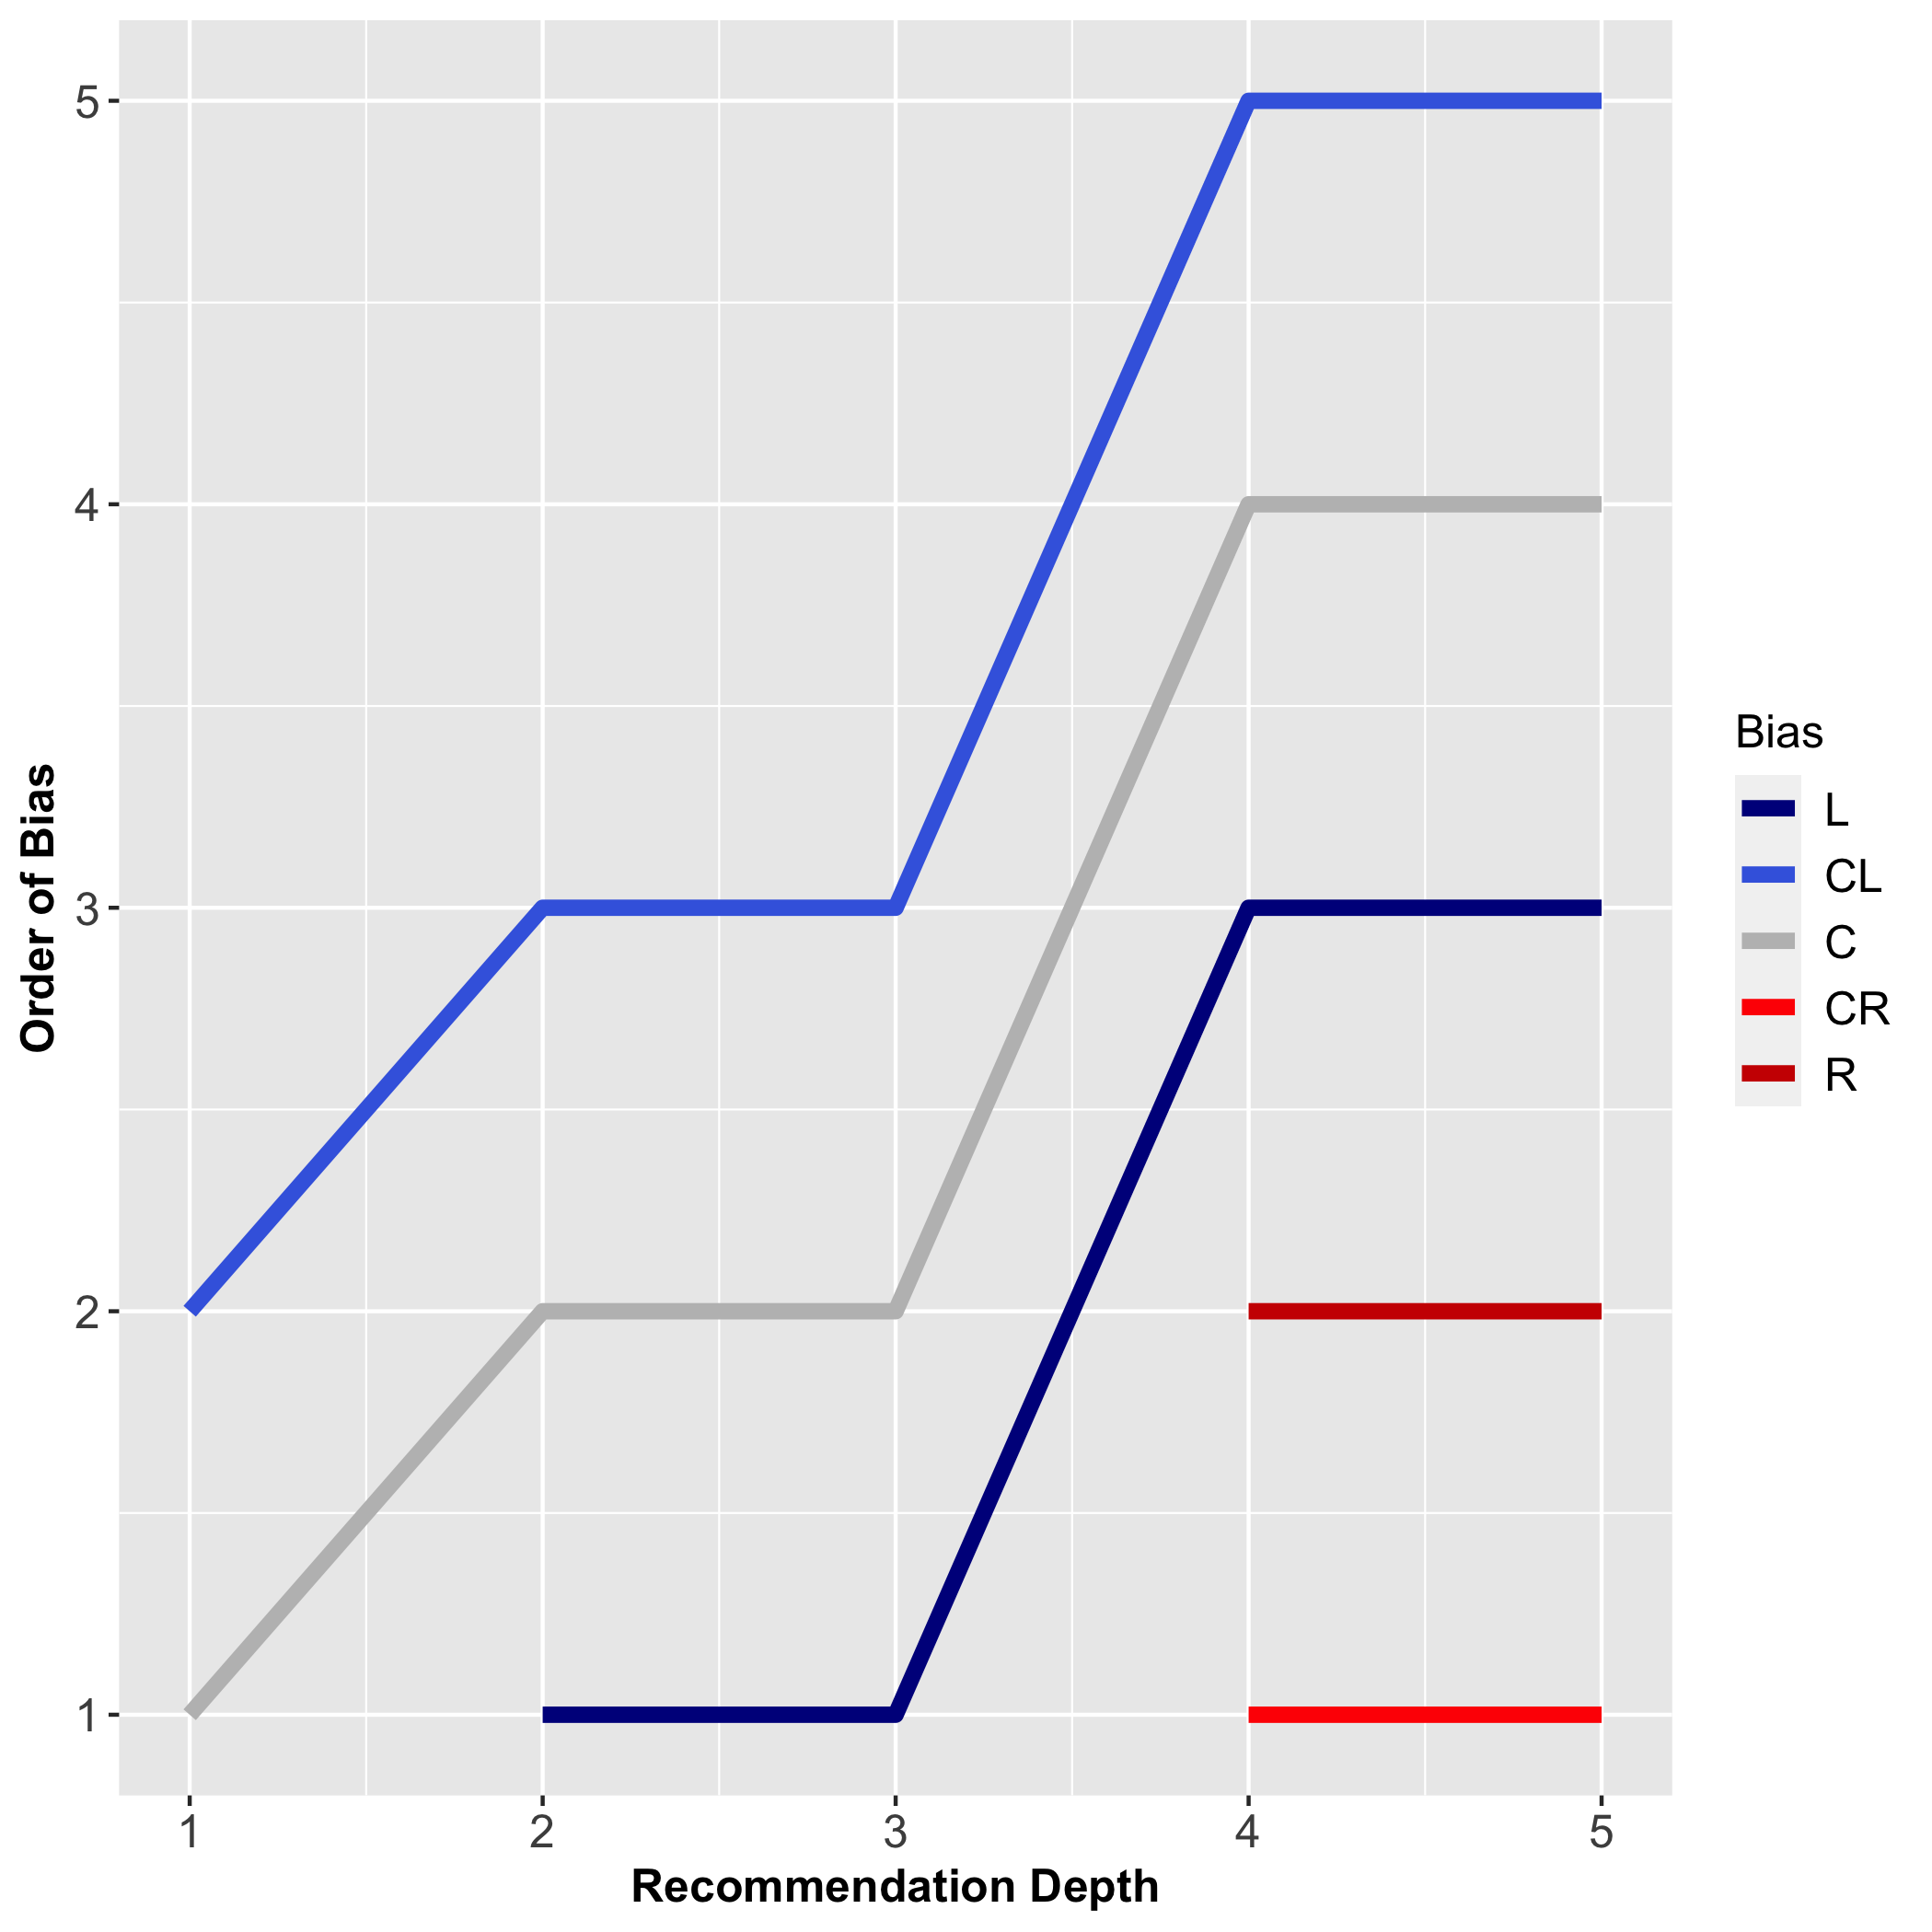 5
4
3
2
1
Order of Bias
1 2 3 4 5
Recommendation Depth
Bias
L
CL
C
CR
R